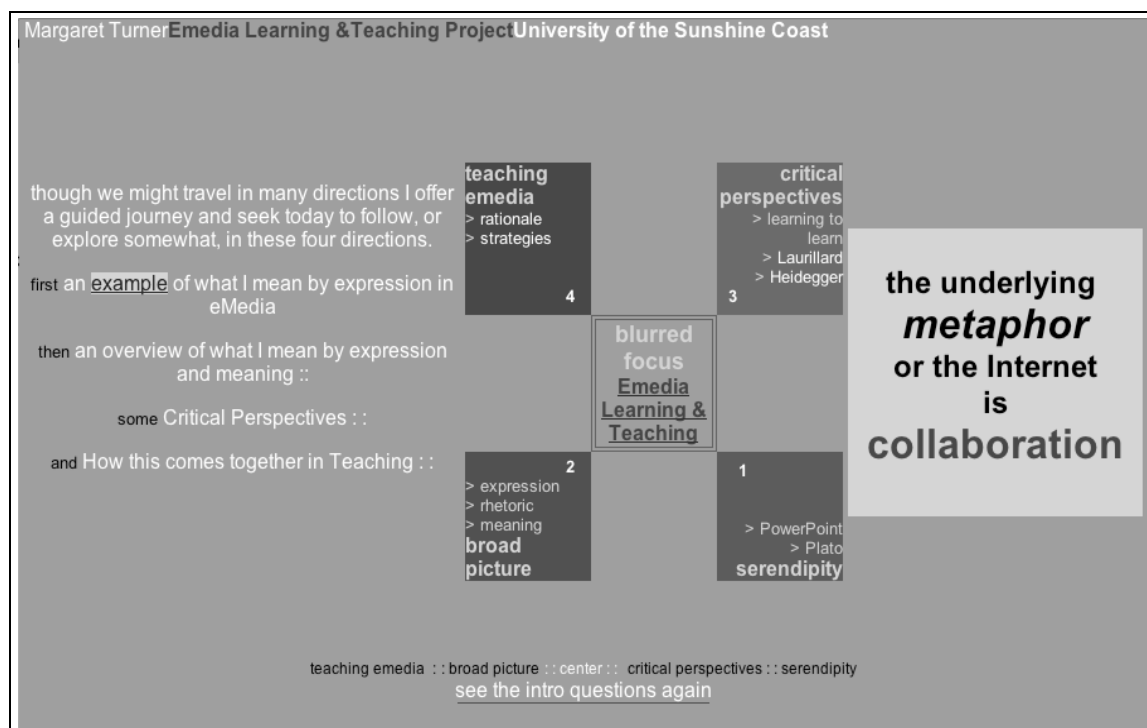 Margaret TurnerEmedia Learning &Teaching ProjectUniversity of the Sunshine Coast
though we might travel in many directions I offer
a guided journey and seek today to follow, or
explore somewhat, in these four directions.
first an example of what I mean by expression in
eMedia
then an overview of what I mean by expression
and meaning ::
some Critical Perspectives : :
and How this comes together in Teaching : :
teaching
emedia
> rationale
> strategies
4
critical
perspectives
> learning to
learn
> Laurillard
> Heidegger
3
blurred
focus
Emedia
Learning &
Teaching
2
> expression
> rhetoric
> meaning
broad
picture
1
> PowerPoint
> Plato
serendipity
the underlying
metaphor
or the Internet
is
collaboration
teaching emedia : : broad picture : : center : : critical perspectives : : serendipity
see the intro questions again